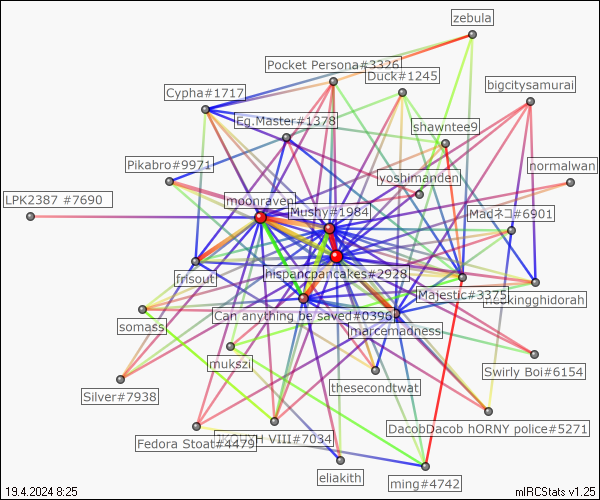 zebula
Pocket Persona#3326
Duck#1245
bigcitysamurai
Cypha#1717
Eg.Master#1378
shawntee9
Pikabro#9971
normalwan
yoshimanden
LPK2387 #7690
moonraven
Mushy#1984
Madネコ#6901
frisout
hispancpancakes#2928
Majestic#3375
mockingghidorah
Can anything be saved#0396
somass
marcemadness
mukszi
Swirly Boi#6154
thesecondtwat
Silver#7938
DacobDacob hORNY police#5271
Fedora Stoat#4479
VIII#7034
eliakith
ming#4742
19.4.2024 8:25
mIRCStats v1.25